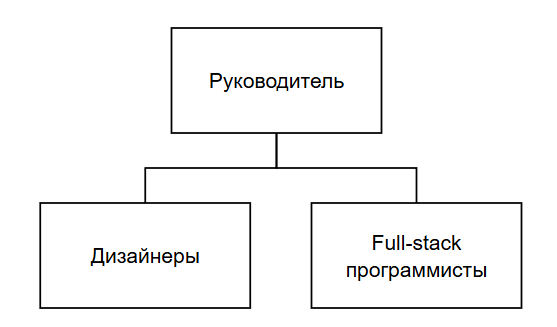 Руководитель
Дизайнеры
Full-stack
программисты